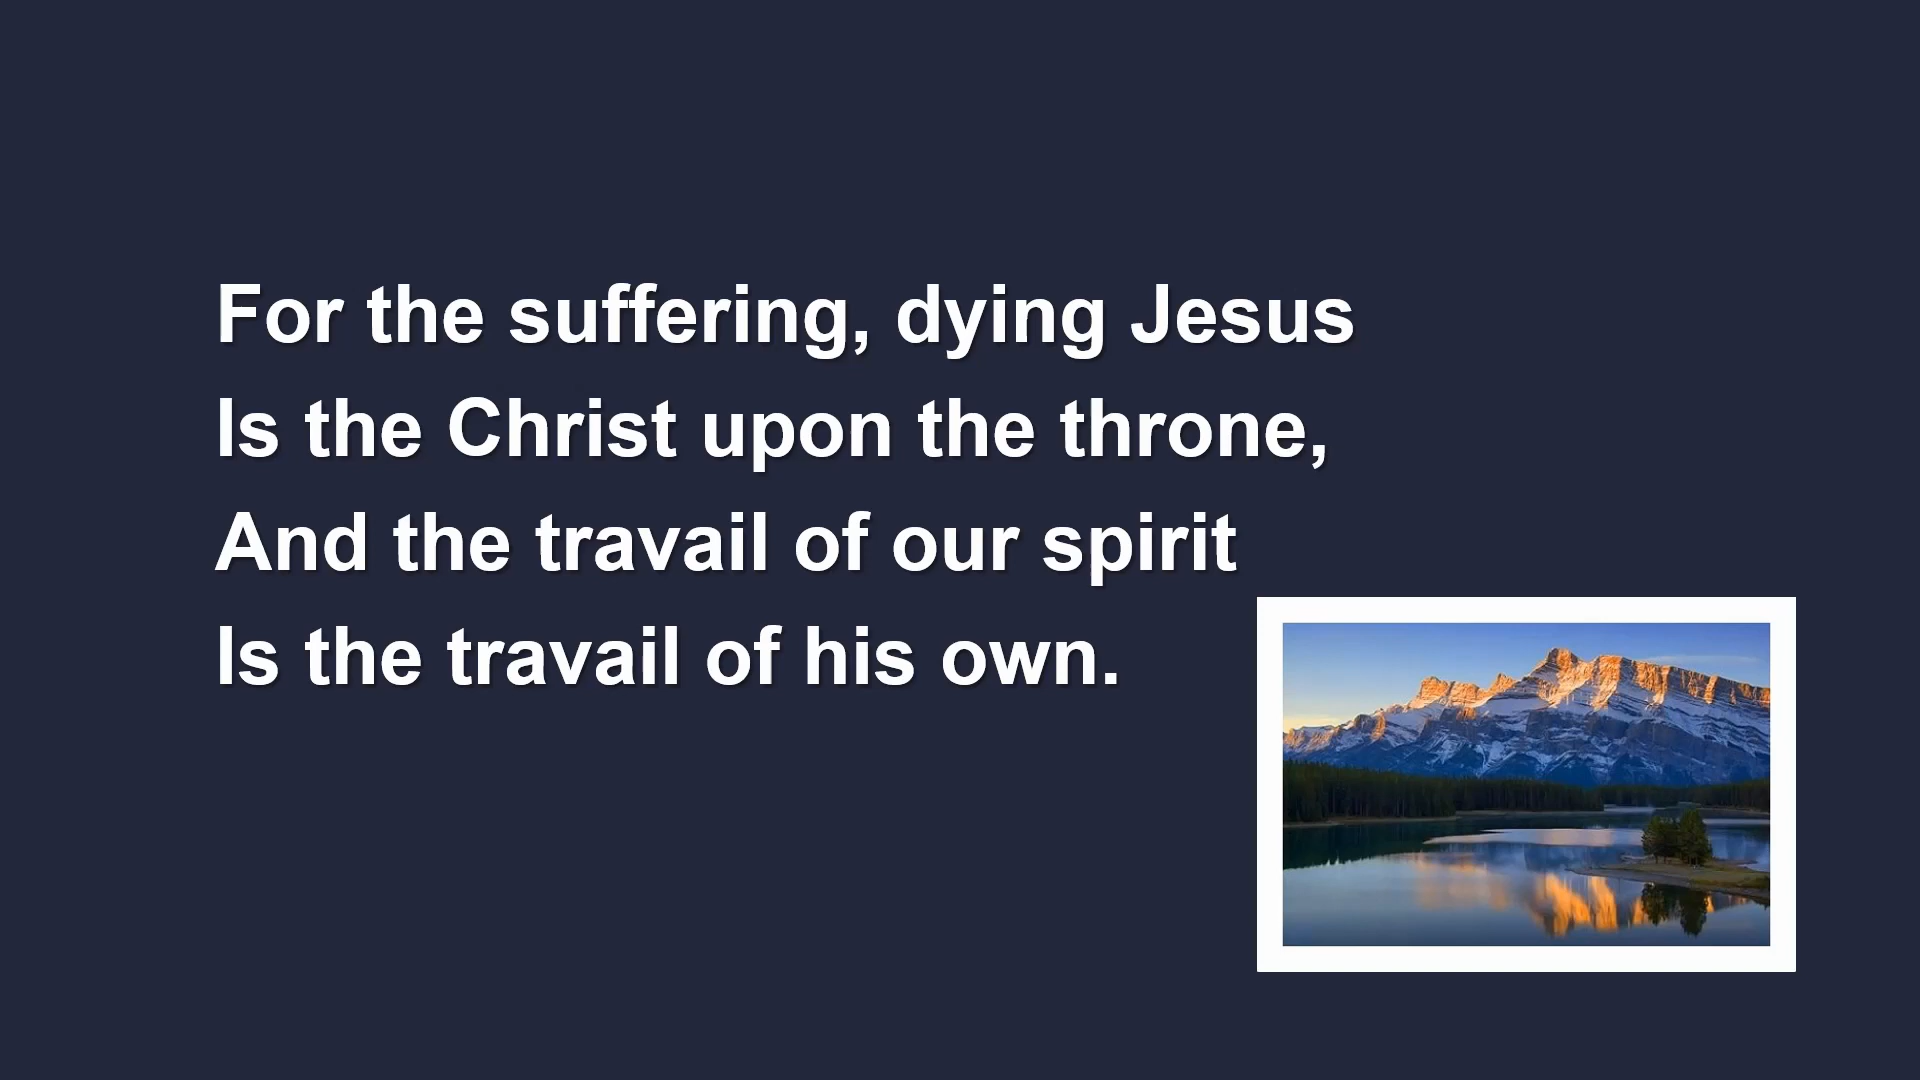 For the suffering, dying Jesus
Is the Christ upon the throne,
And the travail of our spirit
Is the travail of his own.